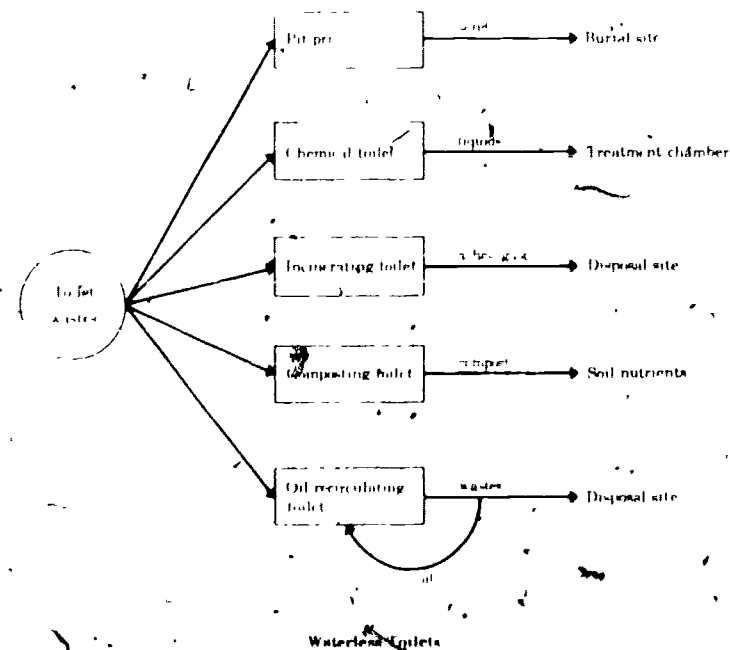 Pit
Burial site
Chemical toilet
liquids
Treatment chamber
Toilet
wastes
Incinerating toilet
Disposal site
Composting toilet
compost
Soil nutrients
Oil recirculating
toilet
wastes
Disposal site
Waterless Toilets